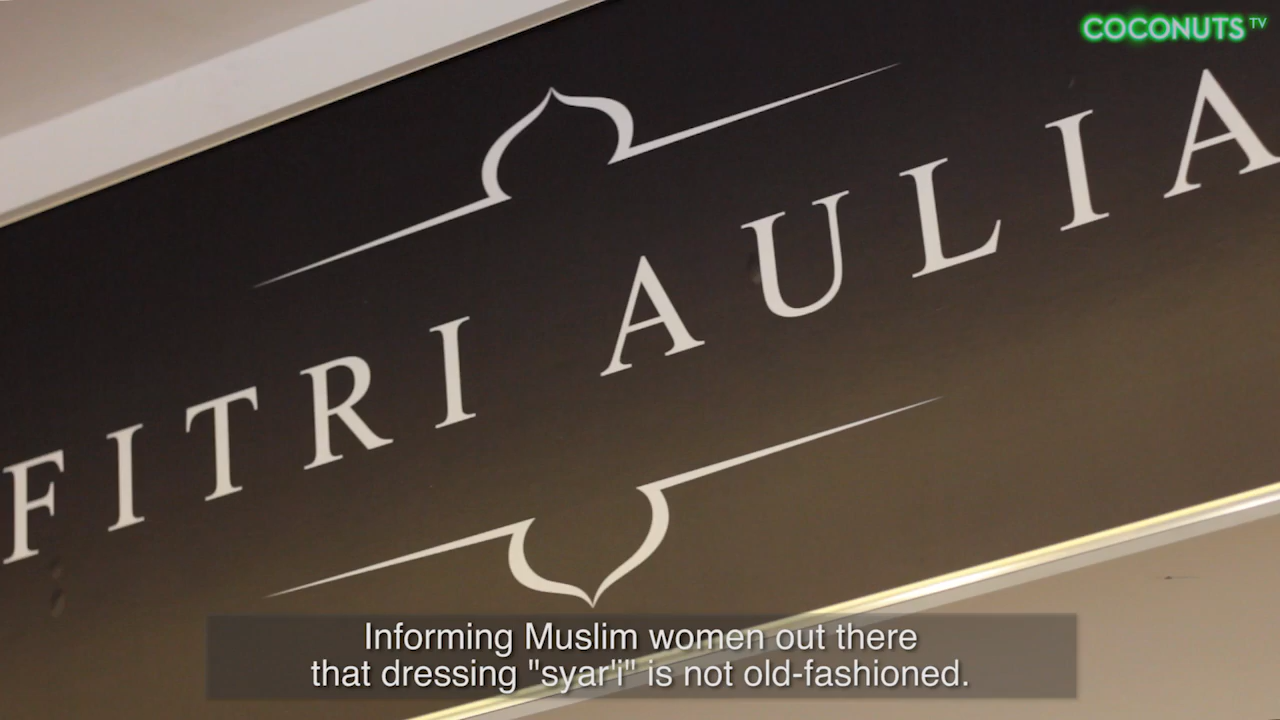 COCONUTS TV
FITRI AULIA
Informing Muslim women out there
that dressing "syar'i" is not old-fashioned.